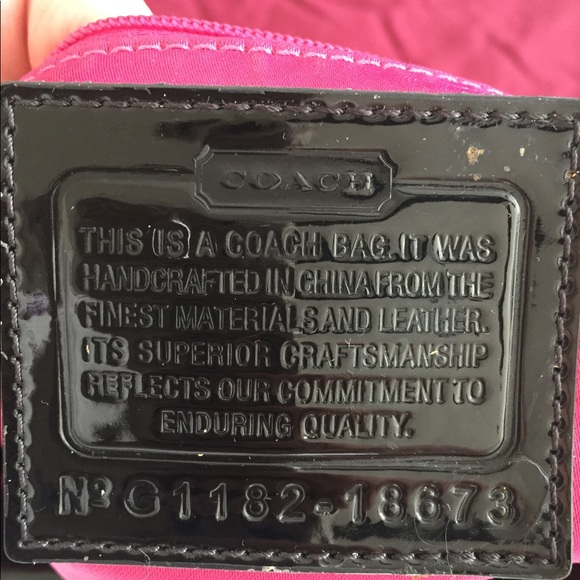 COACH
THIS IS A COACH BAG. IT WAS
HANDCRAFTED IN CHINA FROM THE
FINEST MATERIALS AND LEATHER.
ITS SUPERIOR CRAFTSMANSHIP
REFLECTS OUR COMMITMENT TO
ENDURING QUALITY.
Nº G1182-18673